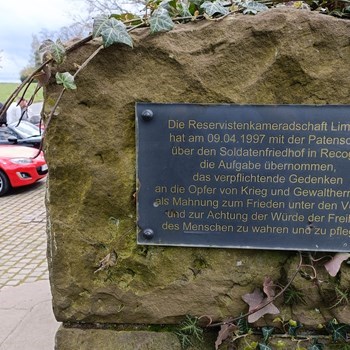 Die Reservistenkameradschaft Lim
hat am 09.04.1997 mit der Patensc
über den Soldatenfriedhof in Recog
die Aufgabe übernommen,
das verpflichtende Gedenken
an die Opfer von Krieg und Gewaltherr
als Mahnung zum Frieden unter den V
und zur Achtung der Würde der Frei
des Menschen zu wahren und zu pfle